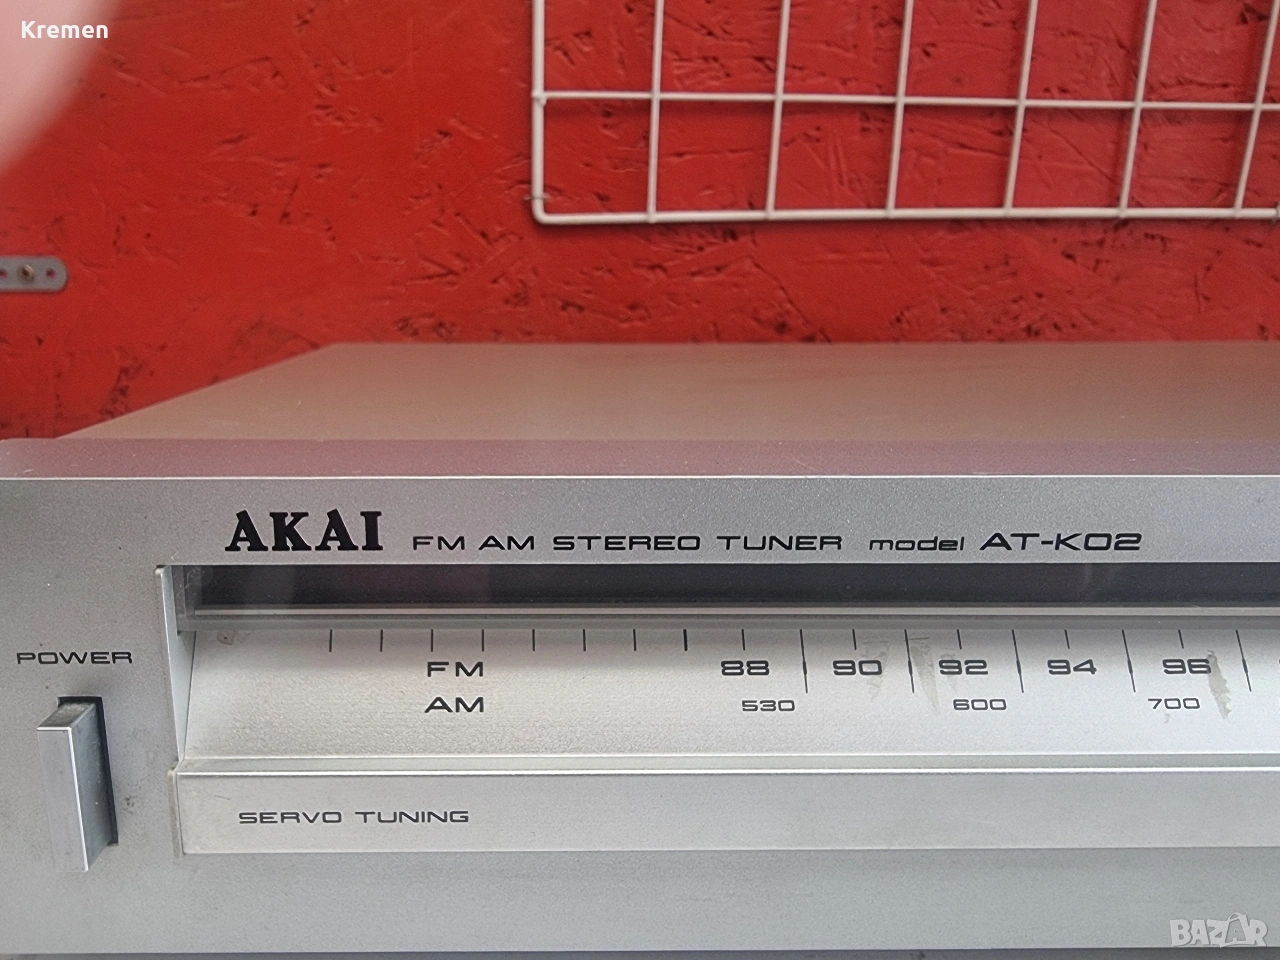 Kremen
AKAI FM AM STEREO TUNER model AT-K02
POWER
FM 88 90 92 94 96
AM 530 600 700
SERVO TUNING
BAZAR